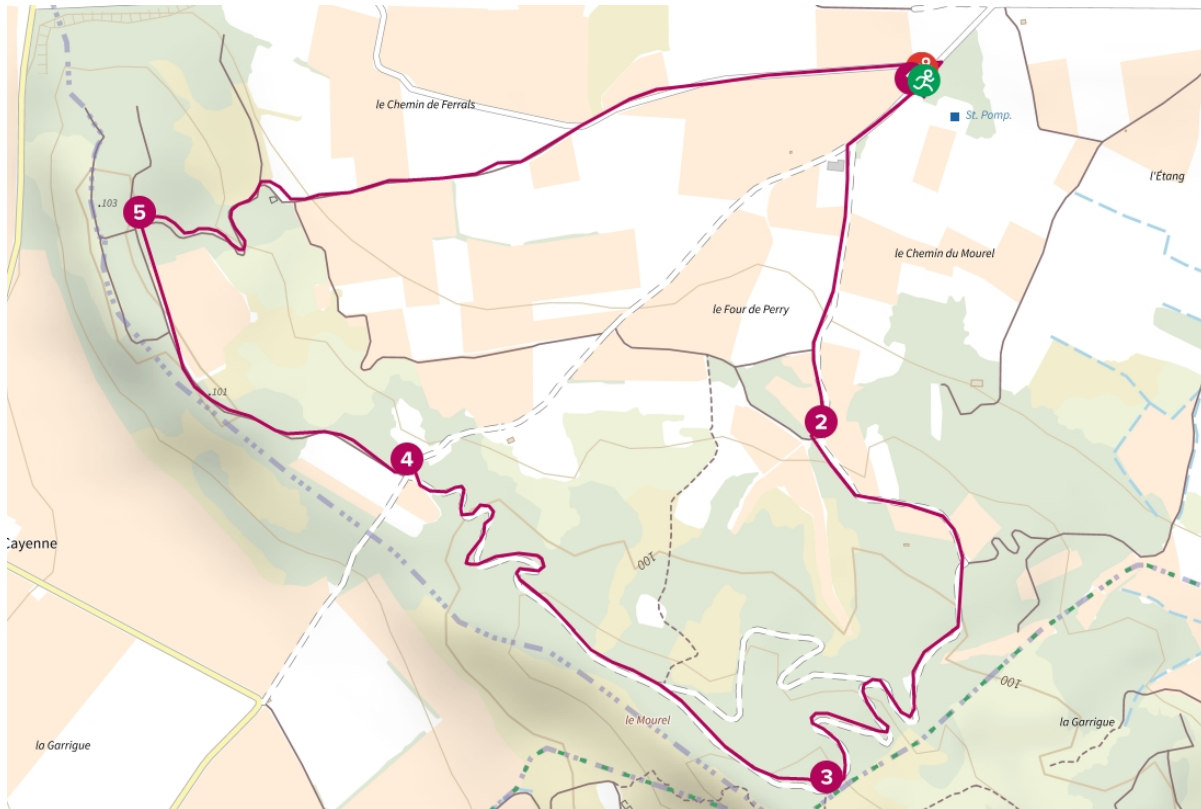 le Chemin de Ferrals
St. Pomp.
l'Étang
.103
5
le Chemin du Mourel
le Four de Perry
.101
2
4
Cayenne
100
100
le Mourel
la Garrigue
la Garrigue
3